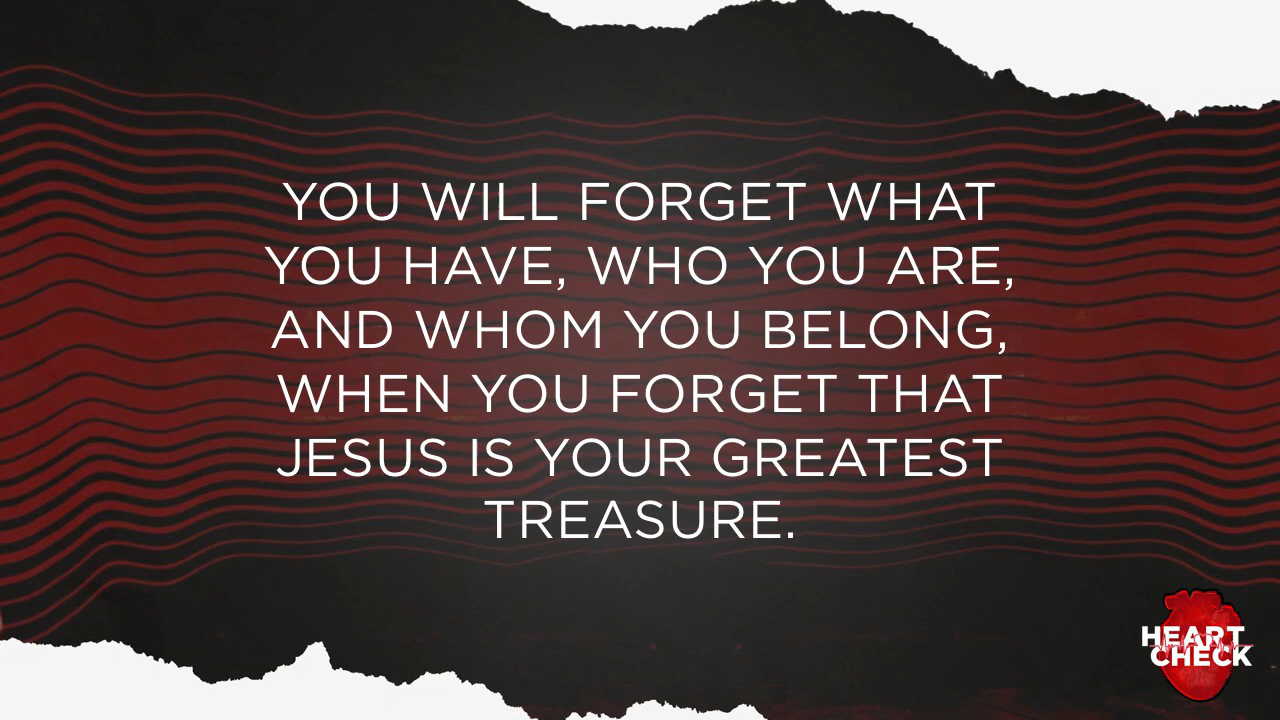 YOU WILL FORGET WHAT
YOU HAVE, WHO YOU ARE,
AND WHOM YOU BELONG,
WHEN YOU FORGET THAT
JESUS IS YOUR GREATEST
TREASURE.
HEART
CHECK